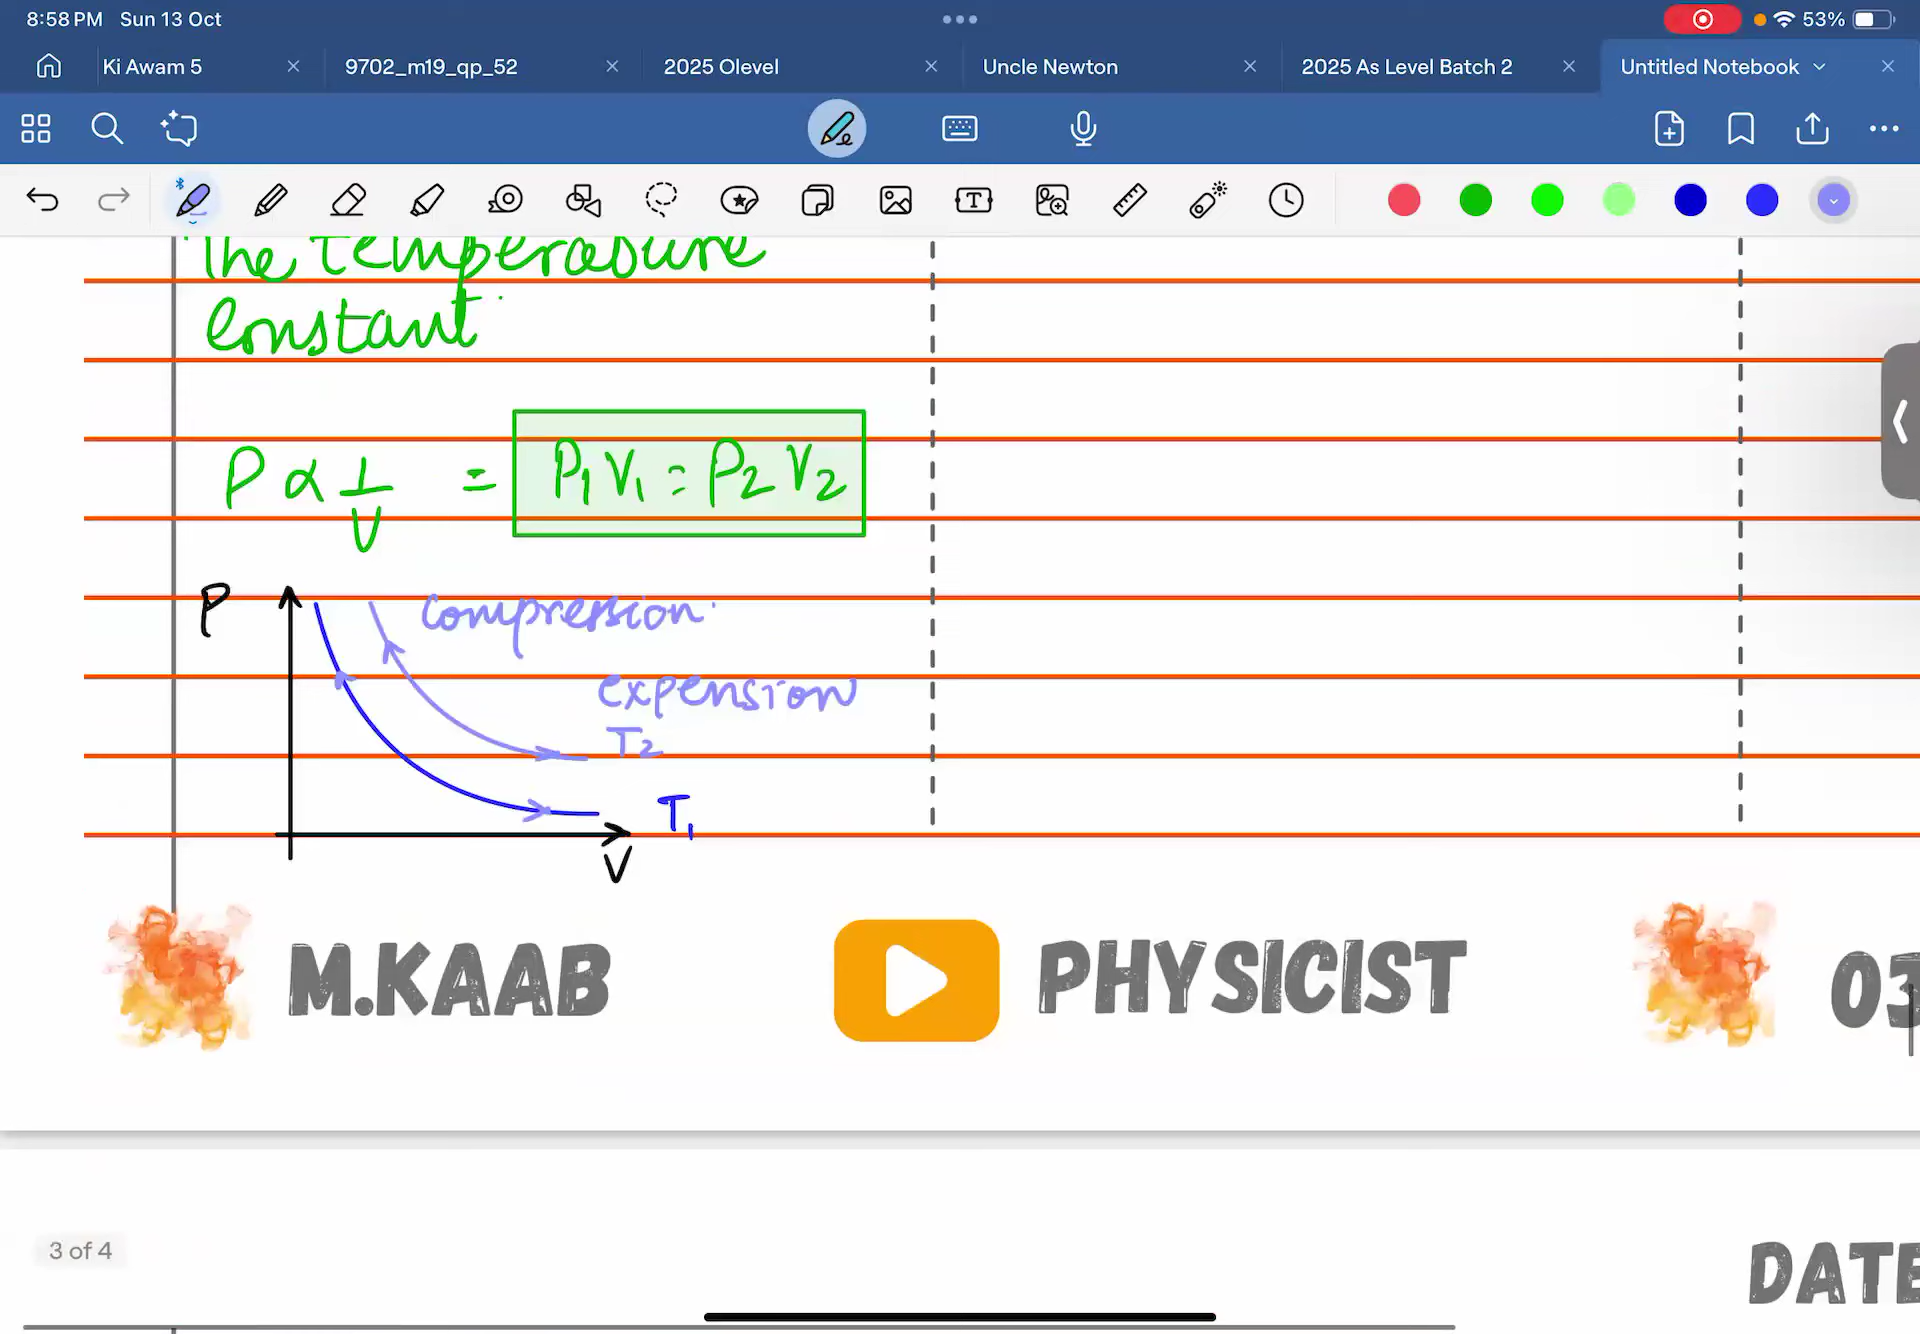 8:58 PM Sun 13 Oct
53%
Ki Awam 5
9702_m19_qp_52
2025 Olevel
Uncle Newton
2025 As Level Batch 2
Untitled Notebook
The temperature
Constant
P ∝ 1/V = P₁V₁ = P₂V₂
P
Compression
expension
T₂
T₁
V
M.KAAB
PHYSICIST
03
3 of 4
DATE